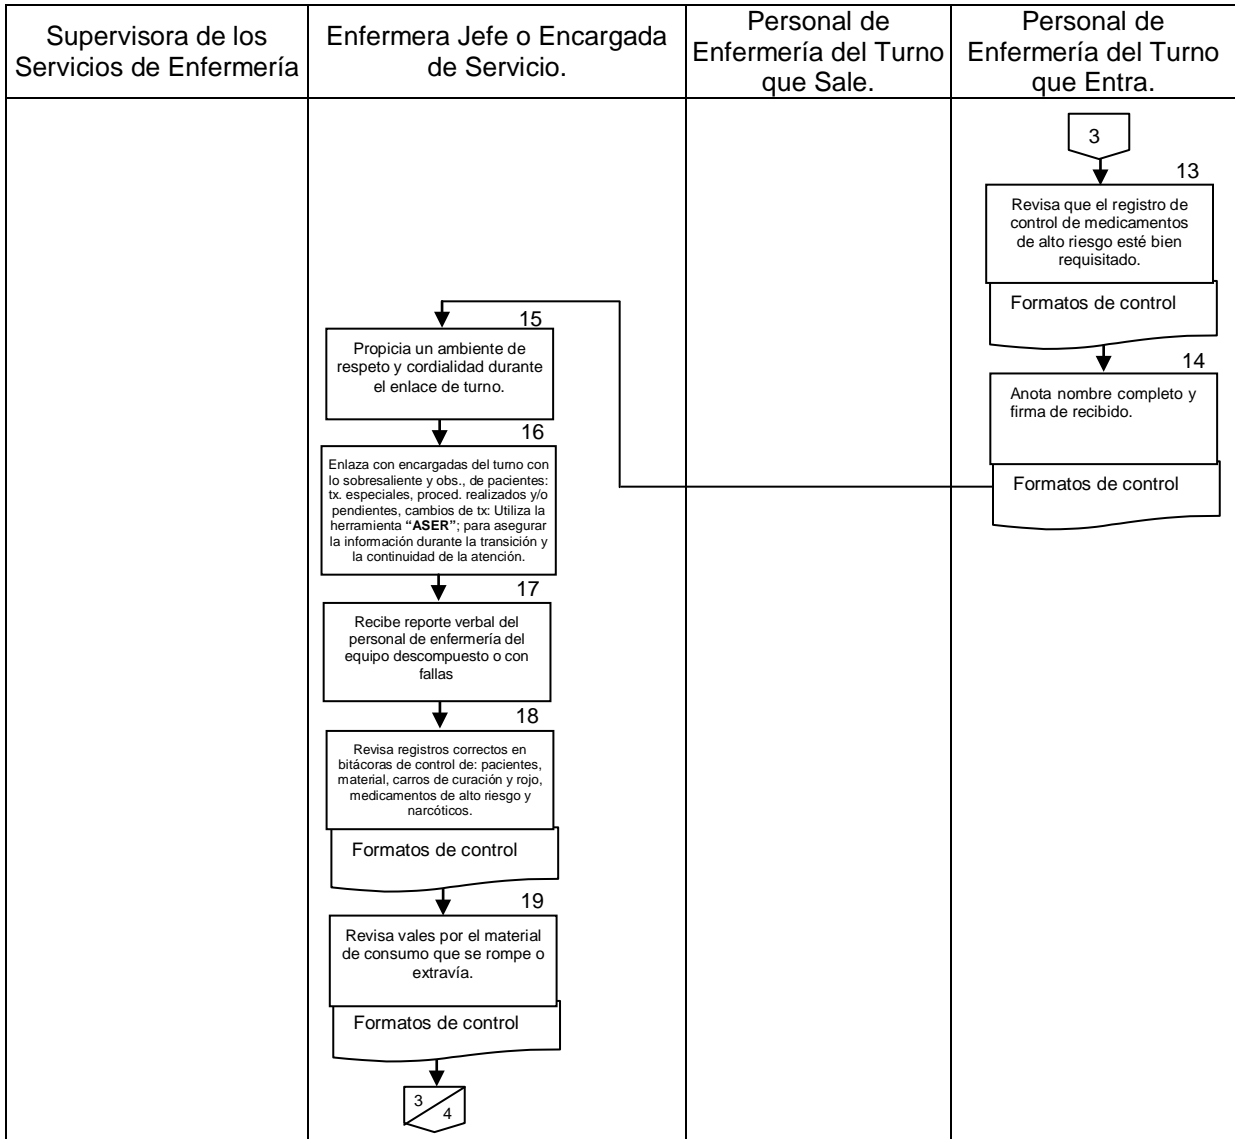 Supervisora de los
Servicios de Enfermería
Enfermera Jefe o Encargada
de Servicio.
Personal de
Enfermería del Turno
que Sale.
Personal de
Enfermería del Turno
que Entra.
3
13
Revisa que el registro de
control de medicamentos
de alto riesgo esté bien
requisitado.
Formatos de control
14
Anota nombre completo y
firma de recibido.
Formatos de control
15
Propicia un ambiente de
respeto y cordialidad durante
el enlace de turno.
16
Enlaza con encargadas del turno con
lo sobresaliente y obs., de pacientes:
tx. especiales, proced. realizados y/o
pendientes, cambios de tx: Utiliza la
herramienta “ASER”; para asegurar
la información durante la transición y
la continuidad de la atención.
17
Recibe reporte verbal del
personal de enfermería del
equipo descompuesto o con
fallas
18
Revisa registros correctos en
bitácoras de control de: pacientes,
material, carros de curación y rojo,
medicamentos de alto riesgo y
narcóticos.
Formatos de control
19
Revisa vales por el material
de consumo que se rompe o
extravía.
Formatos de control
3
4